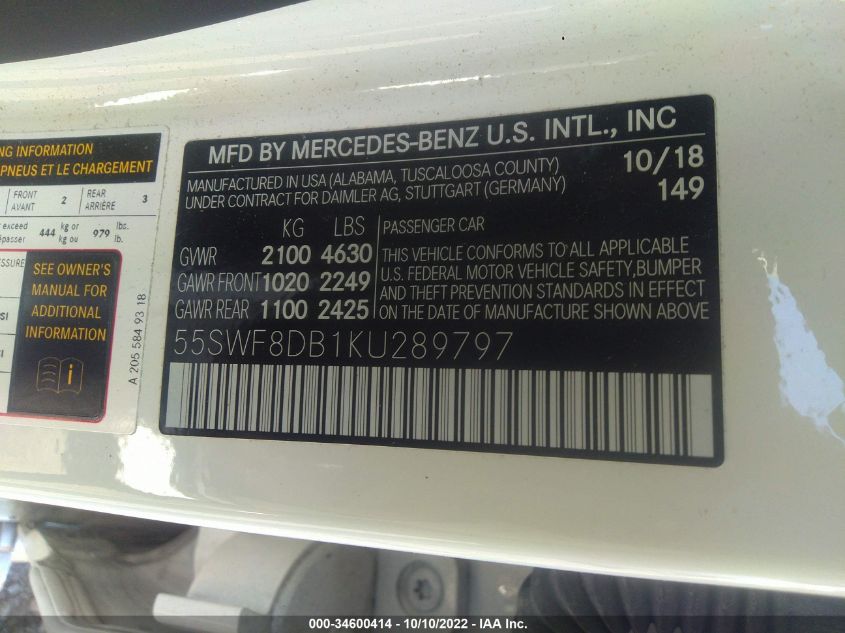 NG INFORMATION
PNEUS ET LE CHARGEMENT
FRONT AVANT 2 REAR ARRIÈRE 3
exceed 444 kg or kg ou 979 lbs. lb.
SEE OWNER'S
MANUAL FOR
ADDITIONAL
INFORMATION
i
A 205 584 93 18
MFD BY MERCEDES-BENZ U.S. INTL., INC
MANUFACTURED IN USA (ALABAMA, TUSCALOOSA COUNTY) 10/18
UNDER CONTRACT FOR DAIMLER AG, STUTTGART (GERMANY) 149
KG LBS PASSENGER CAR
GVWR 2100 4630 THIS VEHICLE CONFORMS TO ALL APPLICABLE
GAWR FRONT 1020 2249 U.S. FEDERAL MOTOR VEHICLE SAFETY,BUMPER
GAWR REAR 1100 2425 AND THEFT PREVENTION STANDARDS IN EFFECT
ON THE DATE OF MANUFACTURE SHOWN ABOVE
55SWF8DB1KU289797
000-34600414 - 10/10/2022 - IAA Inc.